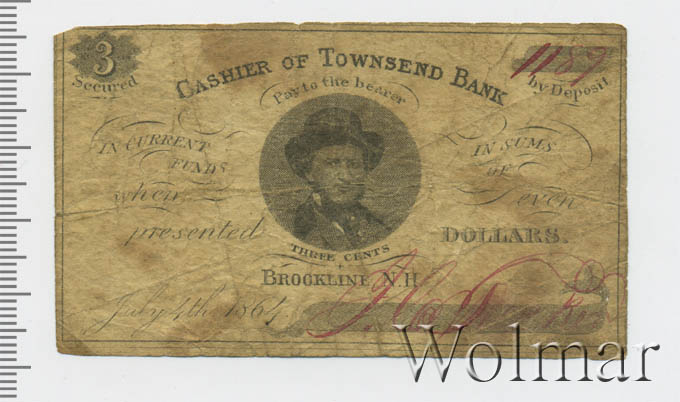 3
Secured
CASHIER OF TOWNSEND BANK
1189
by Deposit
Pay to the bearer
IN CURRENT
FUNDS
when
presented
IN SUMS
OF
even
DOLLARS.
THREE CENTS
BROOKLINE N.H
July 4th 1864
Wolmar